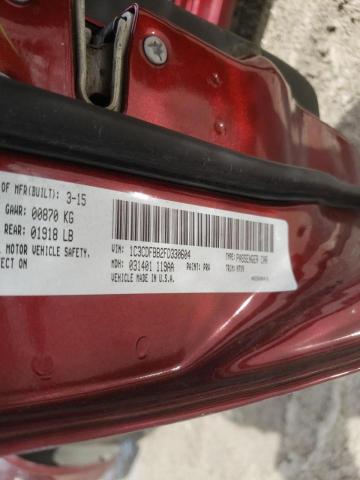 OF MFR(BUILT): 3-15
GAWR: 00870 KG
REAR: 01918 LB
L MOTOR VEHICLE SAFETY,
ECT ON
VIN: 1C3CDFBB2FD330604
TYPE: PASSENGER CAR
MDH: 031401 119AA
PAINT: PRV
VEHICLE MADE IN U.S.A.